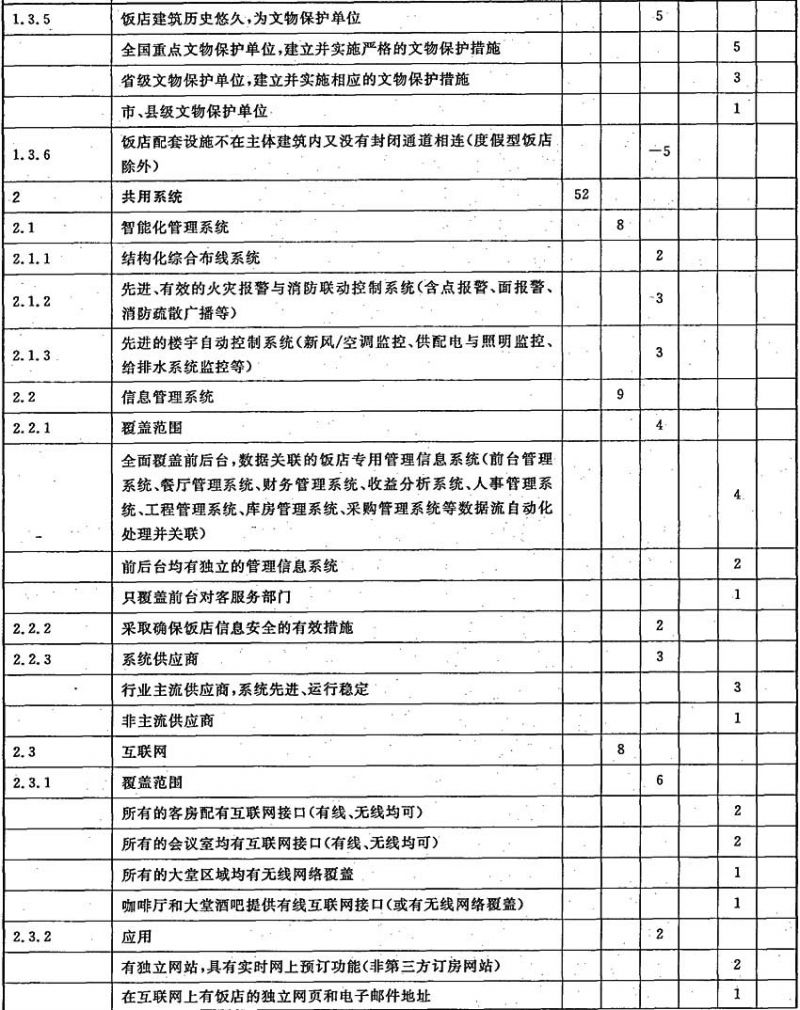 1.3.5 饭店建筑历史悠久,为文物保护单位 5
全国重点文物保护单位,建立并实施严格的文物保护措施 5
省级文物保护单位,建立并实施相应的文物保护措施 3
市、县级文物保护单位 1
1.3.6 饭店配套设施不在主体建筑内又没有封闭通道相连(度假型饭店 -5
除外)
2 共用系统 52
2.1 智能化管理系统 8
2.1.1 结构化综合布线系统 2
2.1.2 先进、有效的火灾报警与消防联动控制系统(含点报警、面报警、 3
消防疏散广播等)
2.1.3 先进的楼宇自动控制系统(新风/空调监控、供配电与照明监控、 3
给排水系统监控等)
2.2 信息管理系统 9
2.2.1 覆盖范围 4
全面覆盖前后台,数据关联的饭店专用管理信息系统(前台管理
系统、餐厅管理系统、财务管理系统、收益分析系统、人事管理系
统、工程管理系统、库房管理系统、采购管理系统等数据流自动化 4
处理并关联)
前后台均有独立的管理信息系统 2
只覆盖前台对客服务部门 1
2.2.2 采取确保饭店信息安全的有效措施 2
2.2.3 系统供应商 3
行业主流供应商,系统先进、运行稳定 3
非主流供应商 1
2.3 互联网 8
2.3.1 覆盖范围 6
所有的客房配有互联网接口(有线、无线均可) 2
所有的会议室均有互联网接口(有线、无线均可) 2
所有的大堂区域均有无线网络覆盖 1
咖啡厅和大堂酒吧提供有线互联网接口(或有无线网络覆盖) 1
2.3.2 应用 2
有独立网站,具有实时网上预订功能(非第三方订房网站) 2
在互联网上有饭店的独立网页和电子邮件地址 1